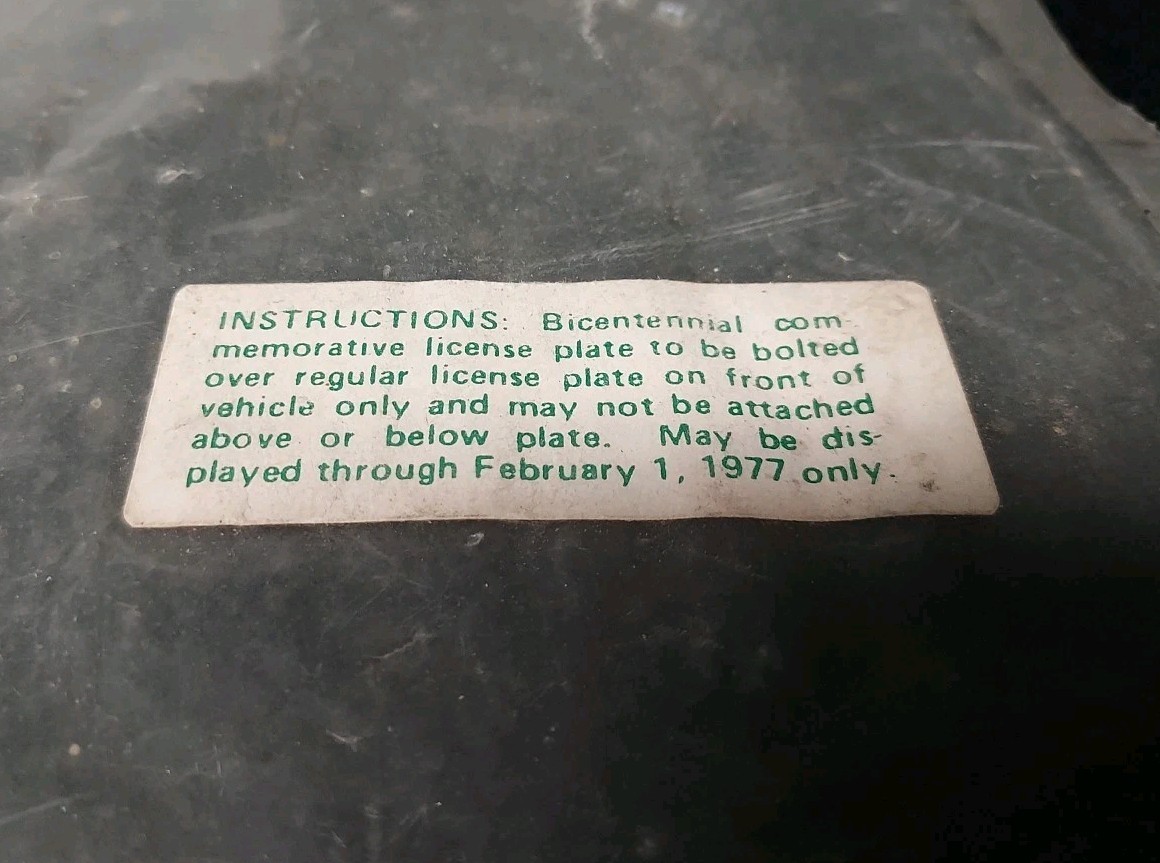 INSTRUCTIONS: Bicentennial com-
memorative license plate to be bolted
over regular license plate on front of
vehicle only and may not be attached
above or below plate. May be dis-
played through February 1, 1977 only.